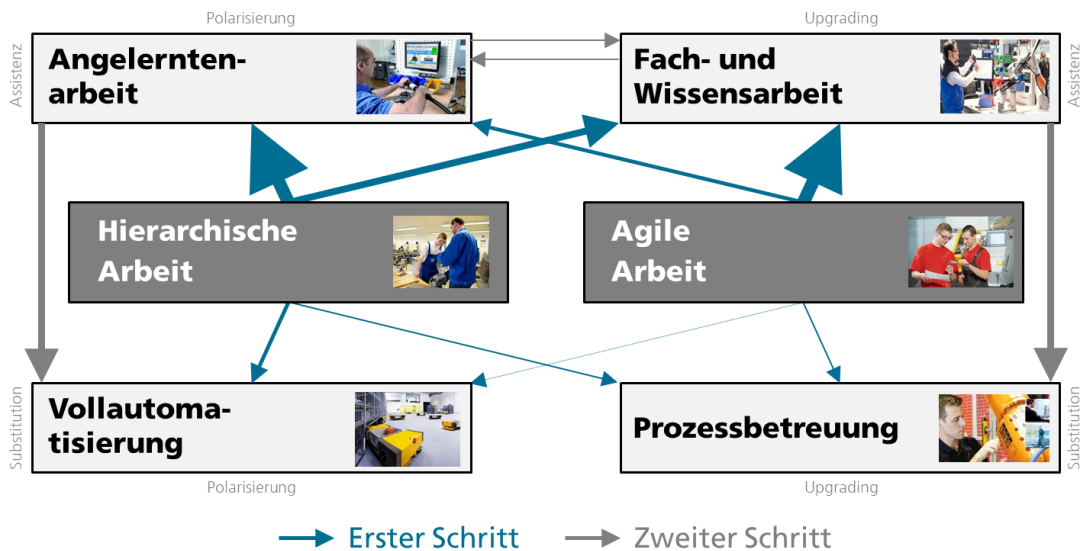 Polarisierung
Upgrading
Assistenz
Angelernten-
arbeit
Fach- und
Wissensarbeit
Assistenz
Hierarchische
Arbeit
Agile
Arbeit
Substitution
Vollautoma-
tisierung
Prozessbetreuung
Substitution
Polarisierung
Upgrading
Erster Schritt
Zweiter Schritt